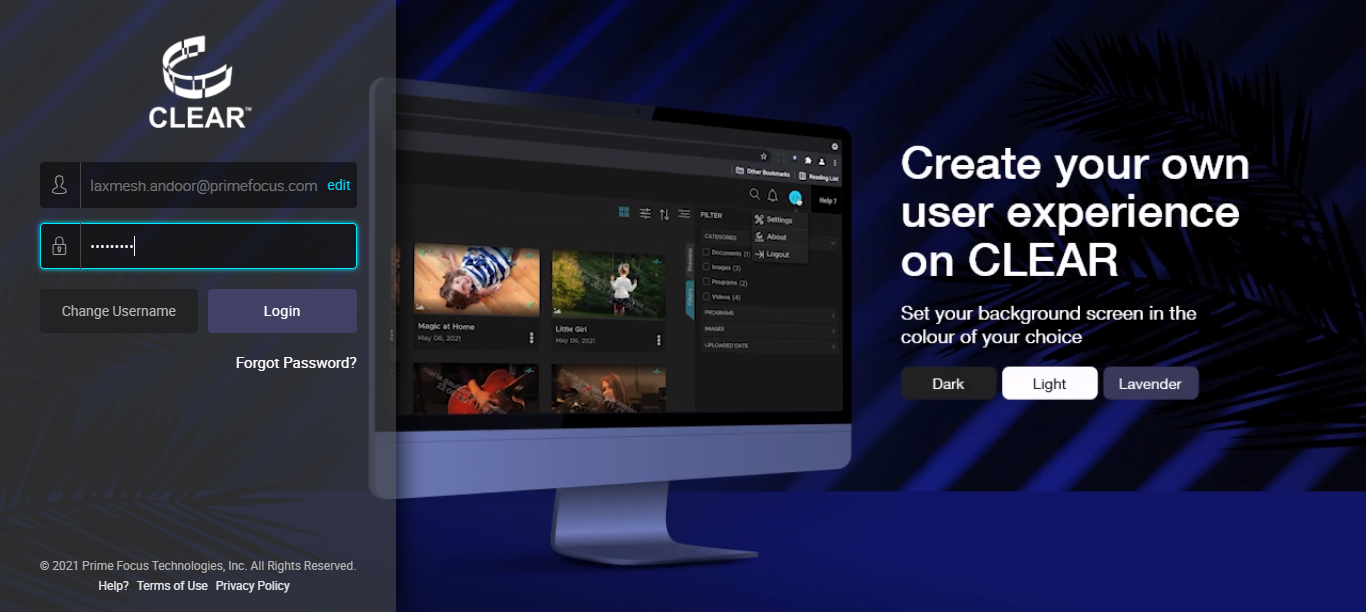 CLEAR™
laxmesh.andoor@primefocus.com edit
•••••••••
Change Username
Login
Forgot Password?
© 2021 Prime Focus Technologies, Inc. All Rights Reserved.
Help? Terms of Use Privacy Policy
Other Bookmarks
Reading List
Help ?
Settings
About
Logout
FILTER
CATEGORIES
Documents (1)
Images (3)
Programs (2)
Videos (4)
PROGRAMS
IMAGES
UPLOADED DATE
Preview
Filters
Magic at Home
May 06, 2021
Little Girl
May 06, 2021
Create your own
user experience
on CLEAR
Set your background screen in the
colour of your choice
Dark
Light
Lavender